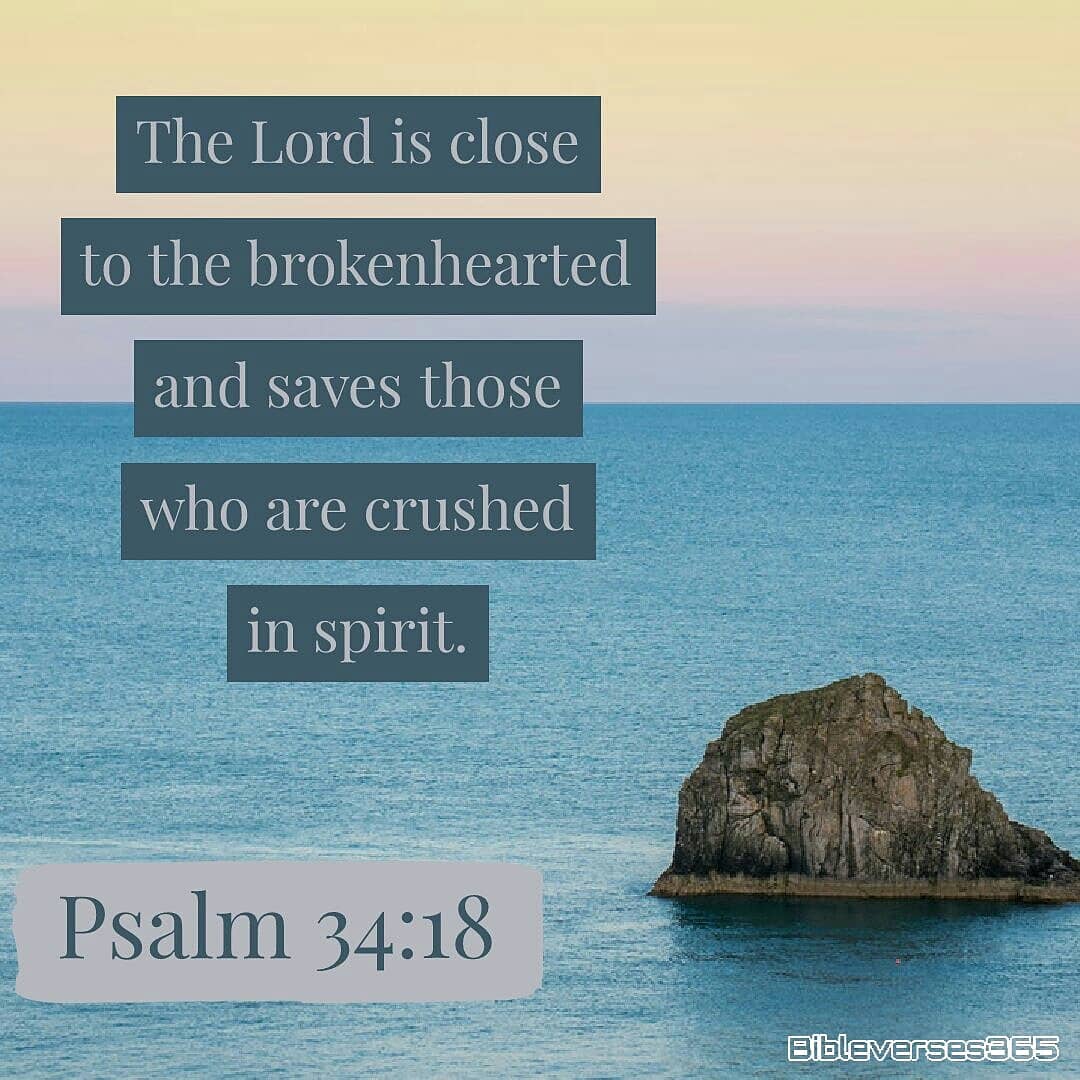 The Lord is close
to the brokenhearted
and saves those
who are crushed
in spirit.
Psalm 34:18
Bibleverses365